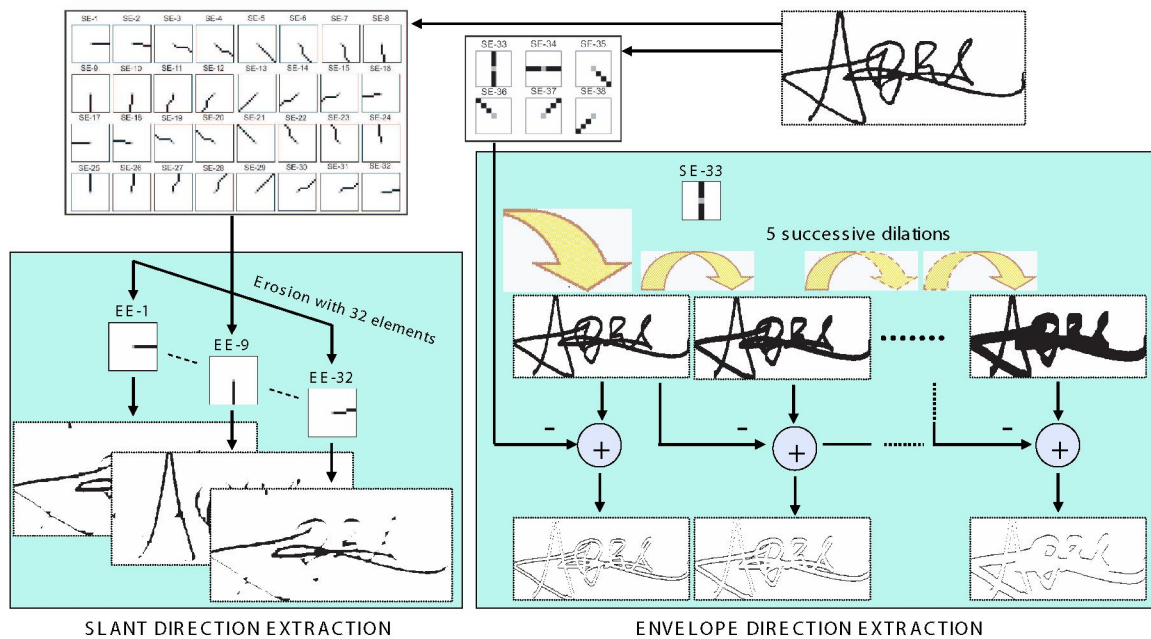 SE-1 SE-2 SE-3 SE-4 SE-5 SE-6 SE-7 SE-8
SE-9 SE-10 SE-11 SE-12 SE-13 SE-14 SE-15 SE-16
SE-17 SE-18 SE-19 SE-20 SE-21 SE-22 SE-23 SE-24
SE-25 SE-26 SE-27 SE-28 SE-29 SE-30 SE-31 SE-32
SE-33 SE-34 SE-35
SE-36 SE-37 SE-38
SE-33
5 successive dilations
Erosion with 32 elements
EE-1
EE-9
EE-32
− + − + − +
SLANT DIRECTION EXTRACTION
ENVELOPE DIRECTION EXTRACTION